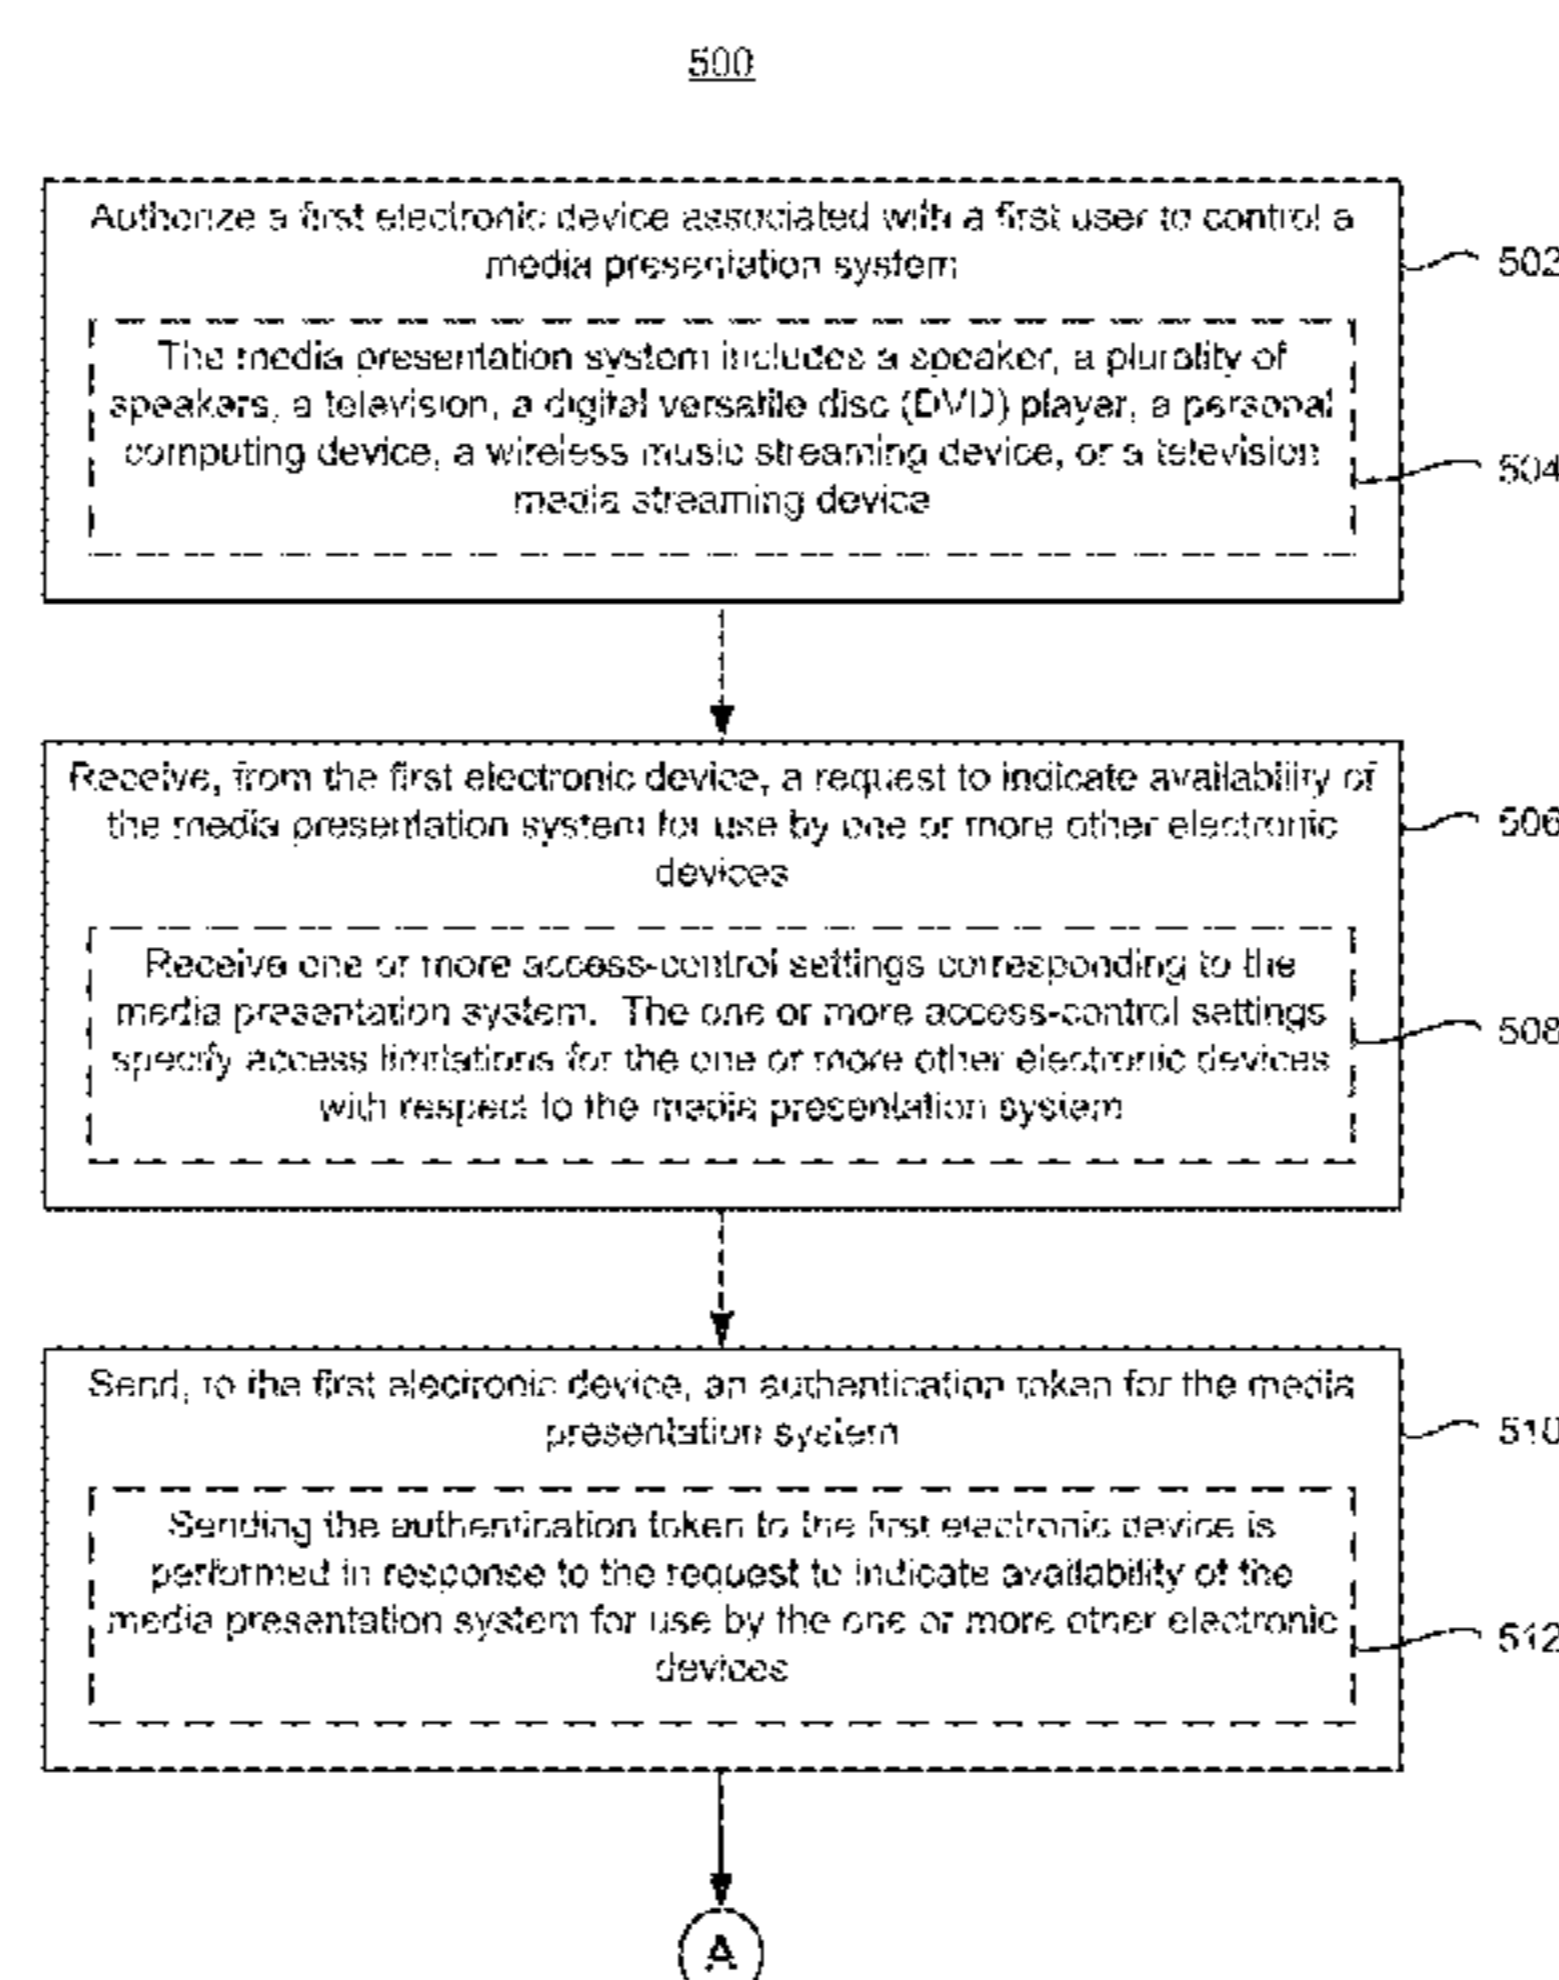 500
Authorize a first electronic device associated with a first user to control a
media presentation system
502
The media presentation system includes a speaker, a plurality of
speakers, a television, a digital versatile disc (DVD) player, a personal
computing device, a wireless music streaming device, or a television
media streaming device
504
Receive, from the first electronic device, a request to indicate availability of
the media presentation system for use by one or more other electronic
devices
506
Receive one or more access-control settings corresponding to the
media presentation system. The one or more access-control settings
specify access limitations for the one or more other electronic devices
with respect to the media presentation system
508
Send, to the first electronic device, an authentication token for the media
presentation system
510
Sending the authentication token to the first electronic device is
performed in response to the request to indicate availability of the
media presentation system for use by the one or more other electronic
devices
512
A